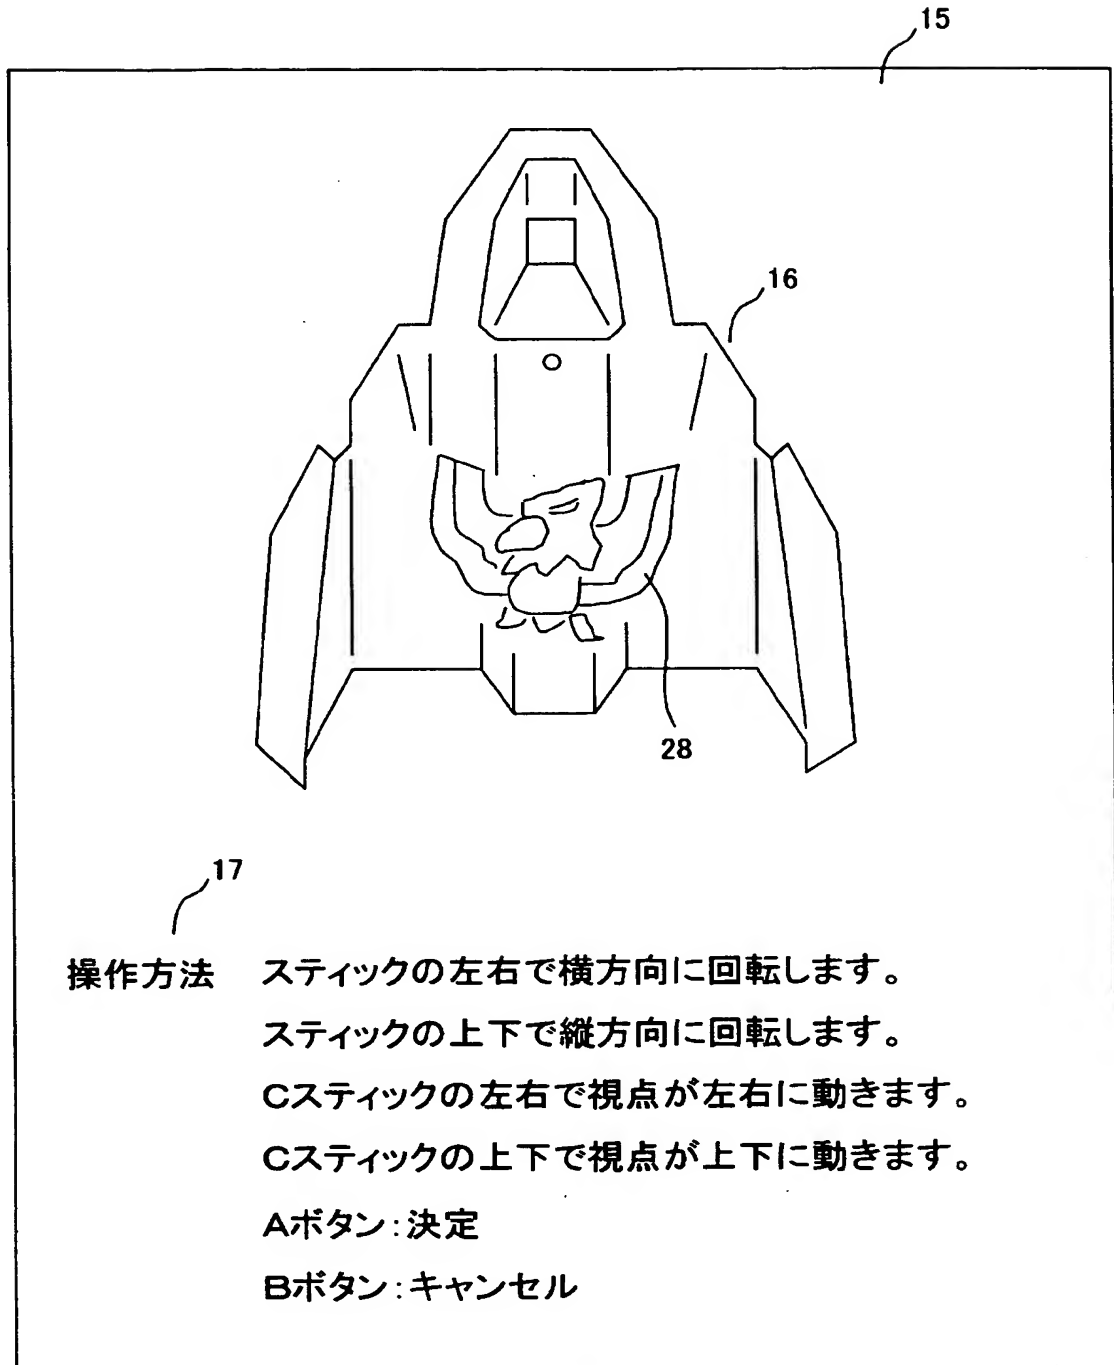 15
16
28
17
操作方法 スティックの左右で横方向に回転します。
スティックの上下で縦方向に回転します。
Cスティックの左右で視点が左右に動きます。
Cスティックの上下で視点が上下に動きます。
Aボタン:決定
Bボタン:キャンセル